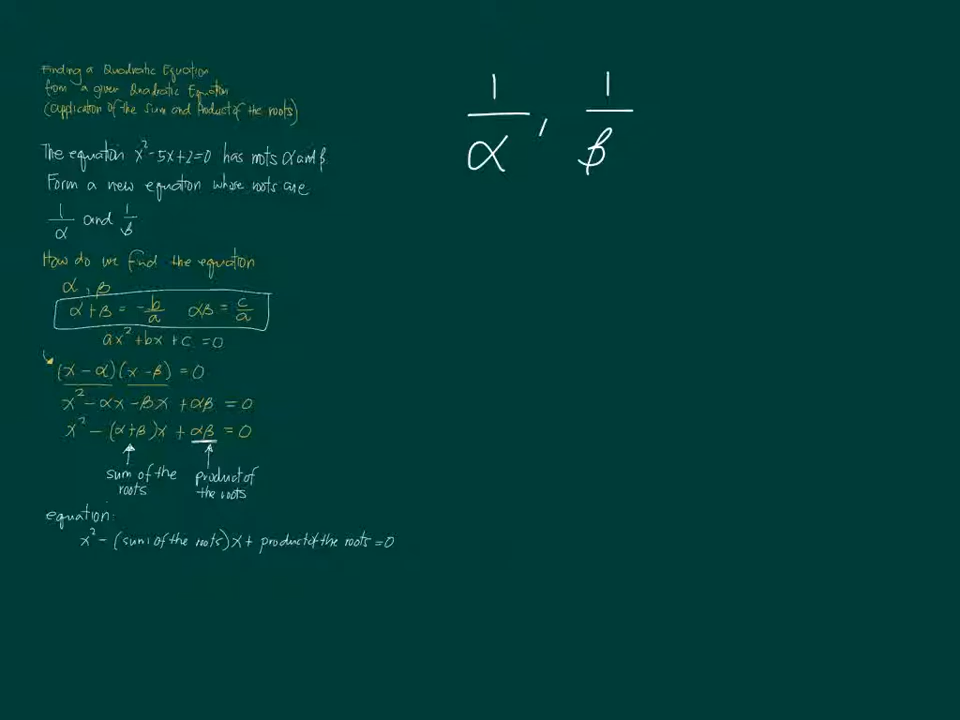 Finding a Quadratic Equation
from a given Quadratic Equation
(application of the Sum and Product of the roots)
The equation x² - 5x + 2 = 0 has roots α and β.
Form a new equation whose roots are
1/α and 1/β
How do we find the equation
α, β
α + β = -b/a αβ = c/a
ax² + bx + c = 0
(x - α)(x - β) = 0
x² - αx - βx + αβ = 0
x² - (α+β)x + αβ = 0
sum of the roots
product of the roots
equation:
x² - (sum of the roots)x + product of the roots = 0
1/α, 1/β